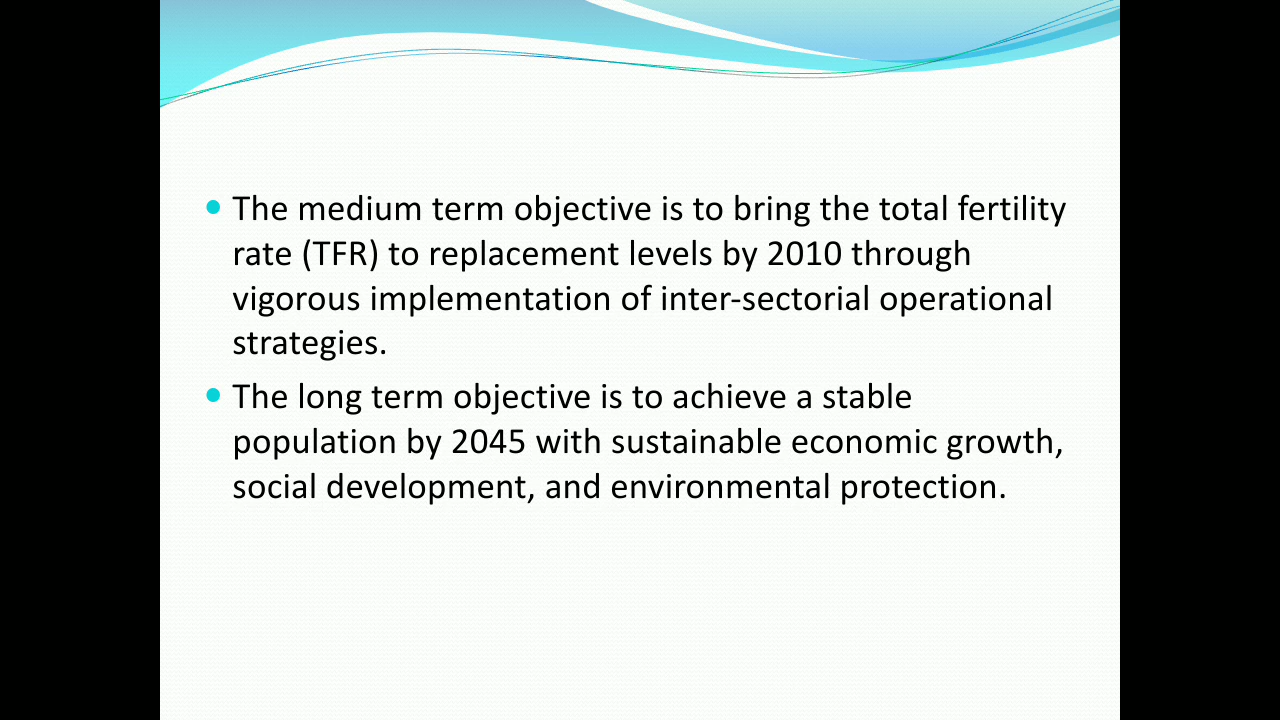 The medium term objective is to bring the total fertility
rate (TFR) to replacement levels by 2010 through
vigorous implementation of inter-sectorial operational
strategies.
The long term objective is to achieve a stable
population by 2045 with sustainable economic growth,
social development, and environmental protection.